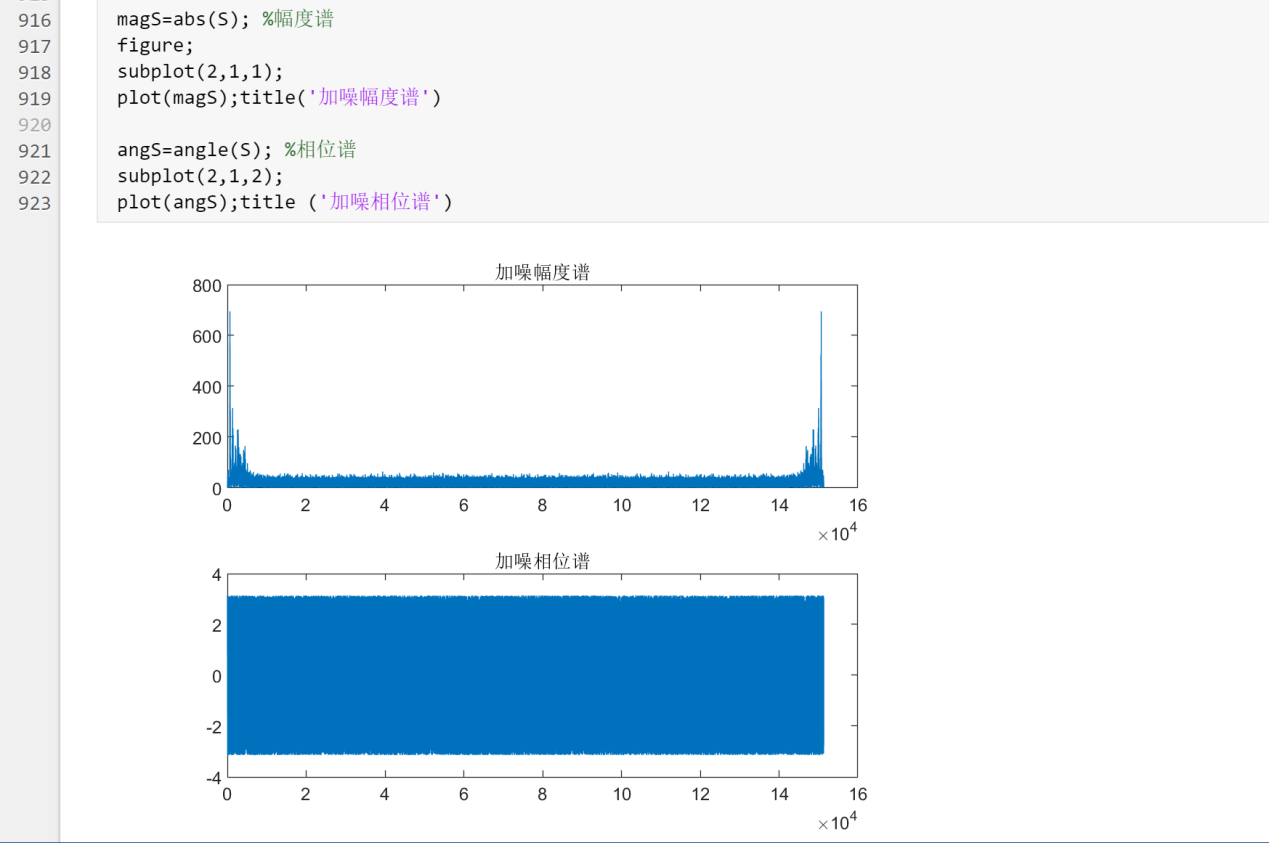 916 magS=abs(S); %幅度谱
917 figure;
918 subplot(2,1,1);
919 plot(magS);title('加噪幅度谱')
920
921 angS=angle(S); %相位谱
922 subplot(2,1,2);
923 plot(angS);title ('加噪相位谱')
加噪幅度谱
800
600
400
200
0
0 2 4 6 8 10 12 14 16
×10⁴
加噪相位谱
4
2
0
-2
-4
0 2 4 6 8 10 12 14 16
×10⁴